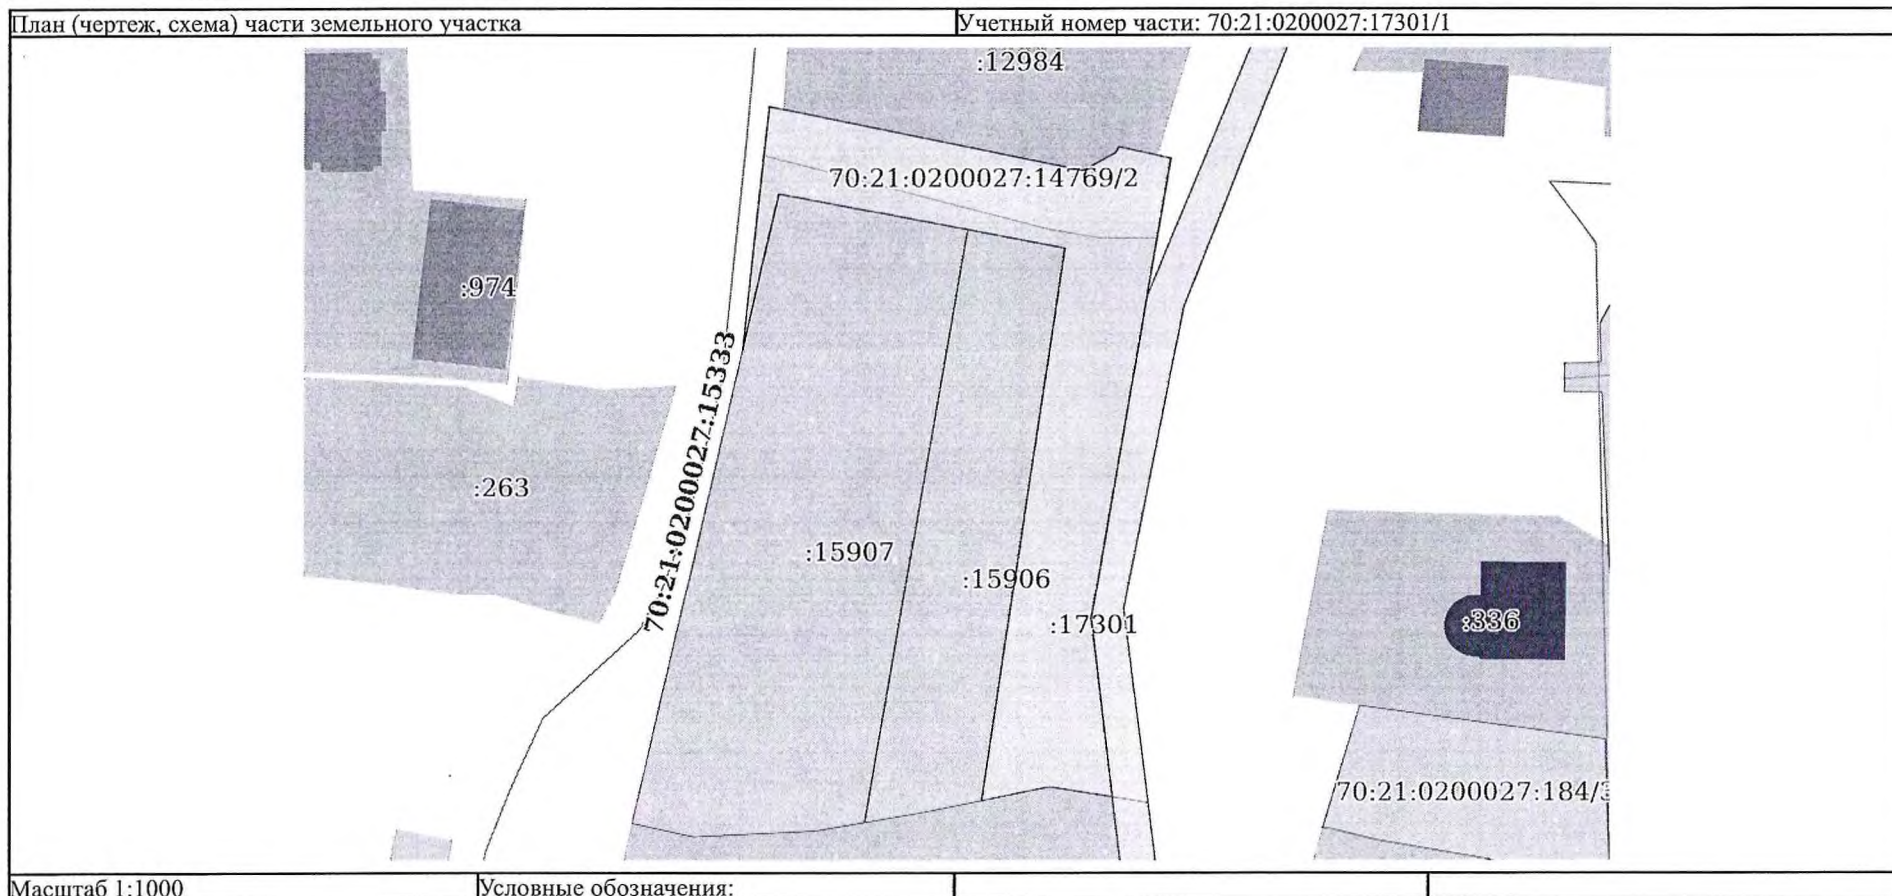 План (чертеж, схема) части земельного участка
Учетный номер части: 70:21:0200027:17301/1
:12984
70:21:0200027:14769/2
:974
70:21:0200027:15333
:263
:15907
:15906
:17301
:336
70:21:0200027:184/3
Масштаб 1:1000
Условные обозначения: